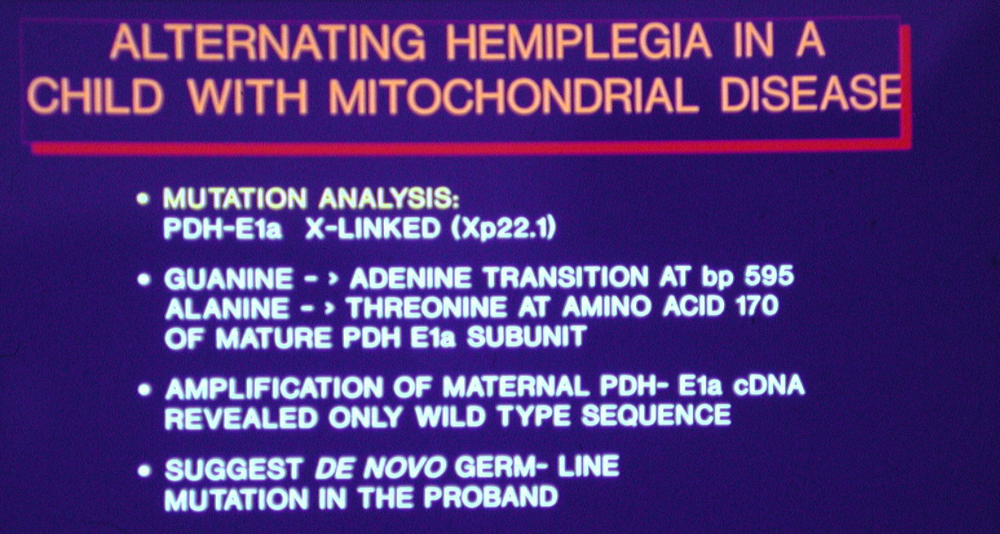 ALTERNATING HEMIPLEGIA IN A
CHILD WITH MITOCHONDRIAL DISEASE
• MUTATION ANALYSIS:
PDH-E1a X-LINKED (Xp22.1)
• GUANINE - > ADENINE TRANSITION AT bp 595
ALANINE - > THREONINE AT AMINO ACID 170
OF MATURE PDH E1a SUBUNIT
• AMPLIFICATION OF MATERNAL PDH- E1a cDNA
REVEALED ONLY WILD TYPE SEQUENCE
• SUGGEST DE NOVO GERM- LINE
MUTATION IN THE PROBAND